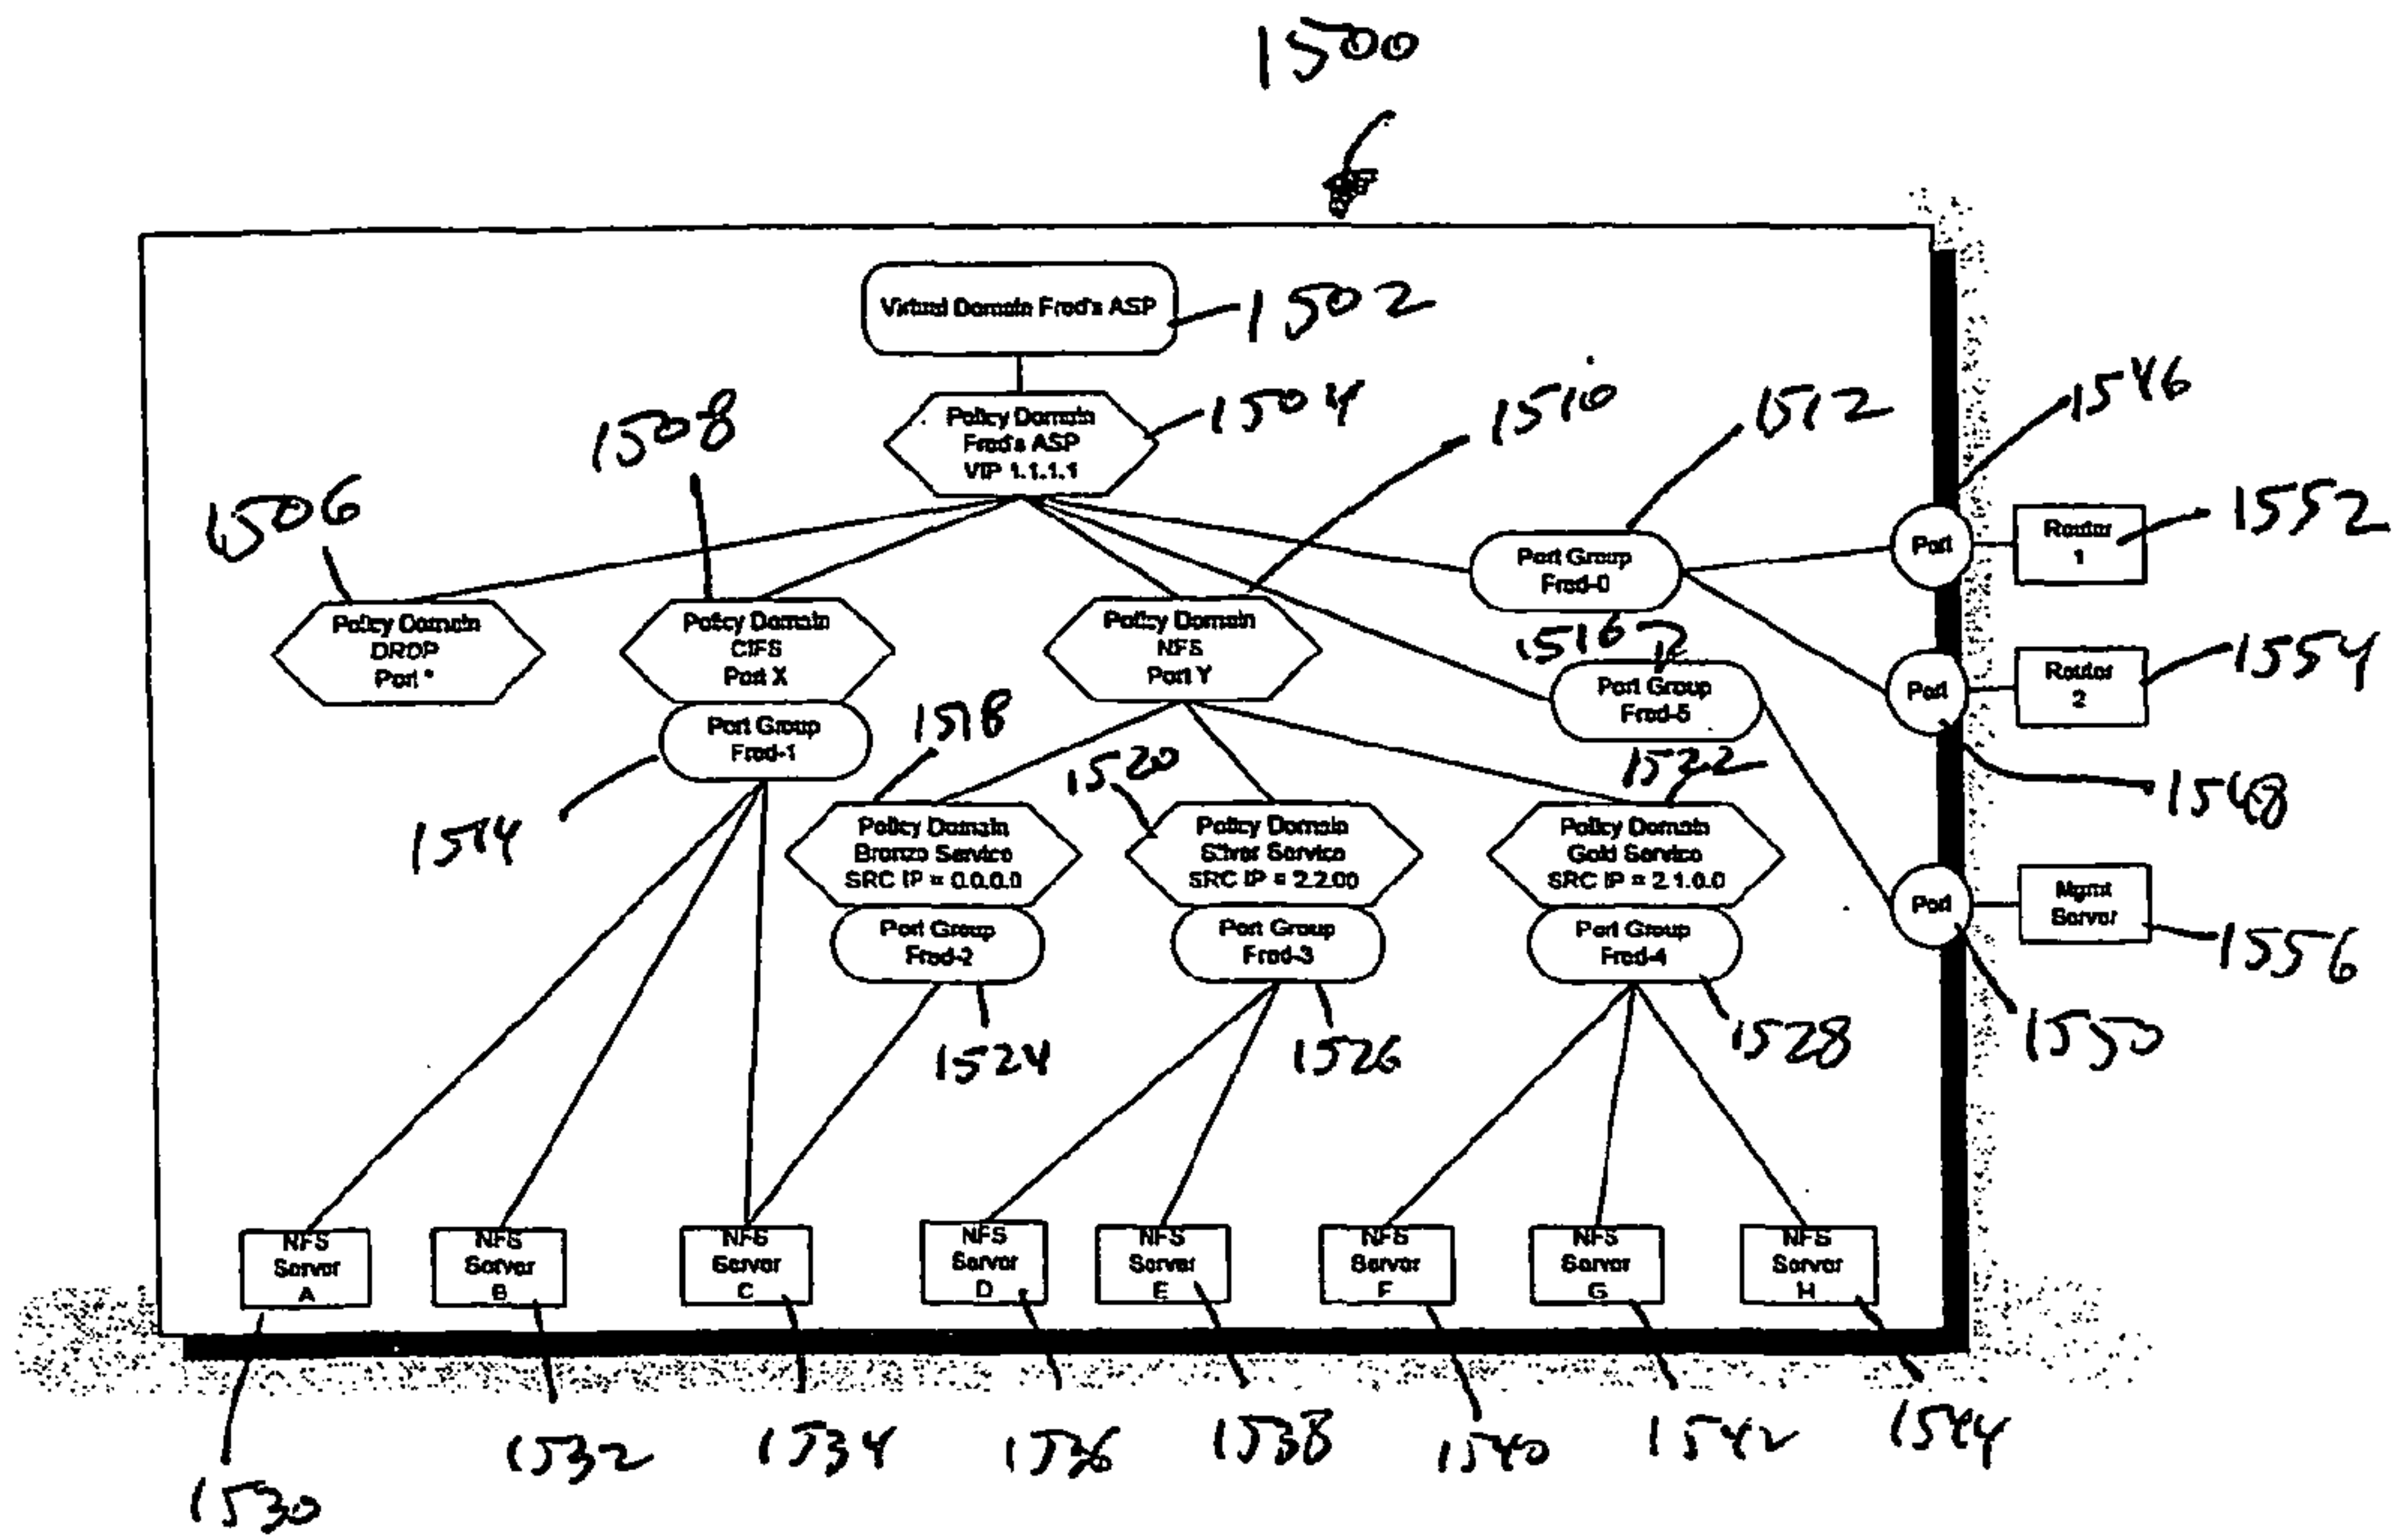 1500
Virtual Domain Fred's ASP
1502
Policy Domain
Fred's ASP
VIP 1.1.1.1
1504
1510
1512
1546
1508
1506
Port
Router
1
1552
Port Group
Fred-0
Policy Domain
DROP
Port *
Policy Domain
CIFS
Port X
Policy Domain
NFS
Port Y
1516
Port Group
Fred-5
Port
Router
2
1554
Port Group
Fred-1
1514
1518
1520
1522
1548
Policy Domain
Bronze Service
SRC IP = 0.0.0.0
Policy Domain
Silver Service
SRC IP = 2.2.00
Policy Domain
Gold Service
SRC IP = 2.1.0.0
Port
Mgmt
Server
1556
Port Group
Fred-2
Port Group
Fred-3
Port Group
Fred-4
1524
1526
1528
1550
NFS
Server
A
NFS
Server
B
NFS
Server
C
NFS
Server
D
NFS
Server
E
NFS
Server
F
NFS
Server
G
NFS
Server
H
1530
1532
1534
1536
1538
1540
1542
1544